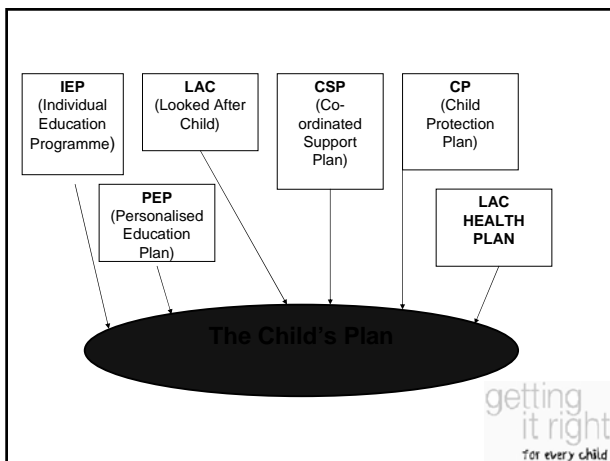 IEP
(Individual
Education
Programme)
LAC
(Looked After
Child)
CSP
(Co-
ordinated
Support
Plan)
CP
(Child
Protection
Plan)
PEP
(Personalised
Education
Plan)
LAC
HEALTH
PLAN
The Child's Plan
getting
it right
for every child